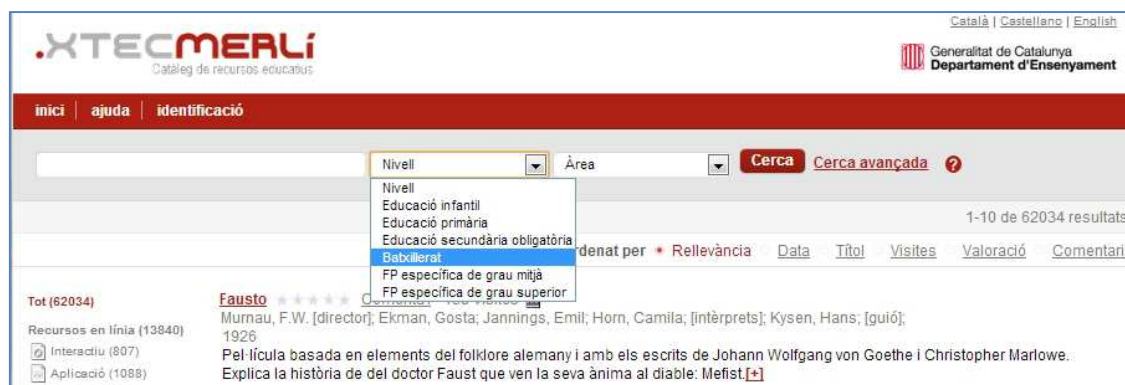 Català | Castellano | English
.XTECMERLÍ
Catàleg de recursos educatius
Generalitat de Catalunya
Departament d'Ensenyament
inici | ajuda | identificació
Nivell Àrea Cerca Cerca avançada ?
Nivell
Educació infantil
Educació primària
Educació secundària obligatòria
Batxillerat
FP específica de grau mitjà
FP específica de grau superior
1-10 de 62034 resultats
denat per • Rellevància Data Títol Visites Valoració Comentari
Tot (62034)
Recursos en línia (13840)
Interactiu (807)
Aplicació (1088)
Fausto
Murnau, F.W. [director]; Ekman, Gosta; Jannings, Emil; Horn, Camila; [intèrprets]; Kysen, Hans; [guió];
1926
Pel·lícula basada en elements del folklore alemany i amb els escrits de Johann Wolfgang von Goethe i Christopher Marlowe.
Explica la història de del doctor Faust que ven la seva ànima al diable: Mefist.[+]